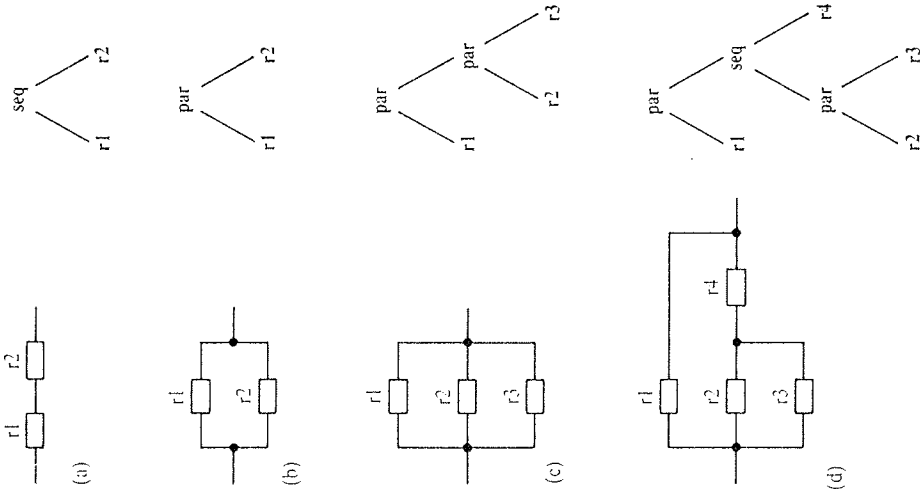 r1 r2
(a)
seq
r1 r2
r1
r2
(b)
par
r1 r2
r1
r2
r3
(c)
par
r1 par
r2 r3
r1
r4
r2
r3
(d)
par
r1 seq
par r4
r2 r3